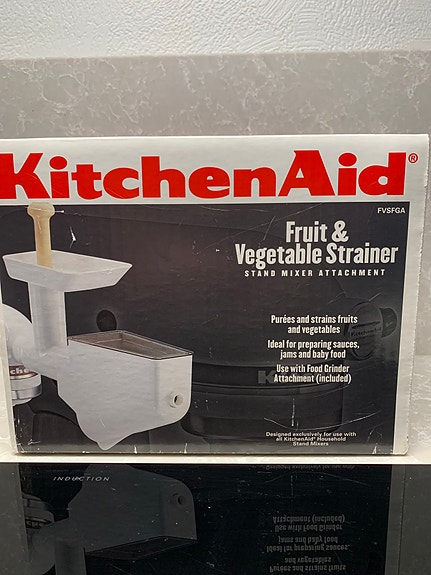 KitchenAid®
FVSFGA
Fruit &
Vegetable Strainer
STAND MIXER ATTACHMENT
Purées and strains fruits
and vegetables
Ideal for preparing sauces,
jams and baby food
Use with Food Grinder
Attachment (included)
Designed exclusively for use with
all KitchenAid® Household
Stand Mixers
INDUCTION